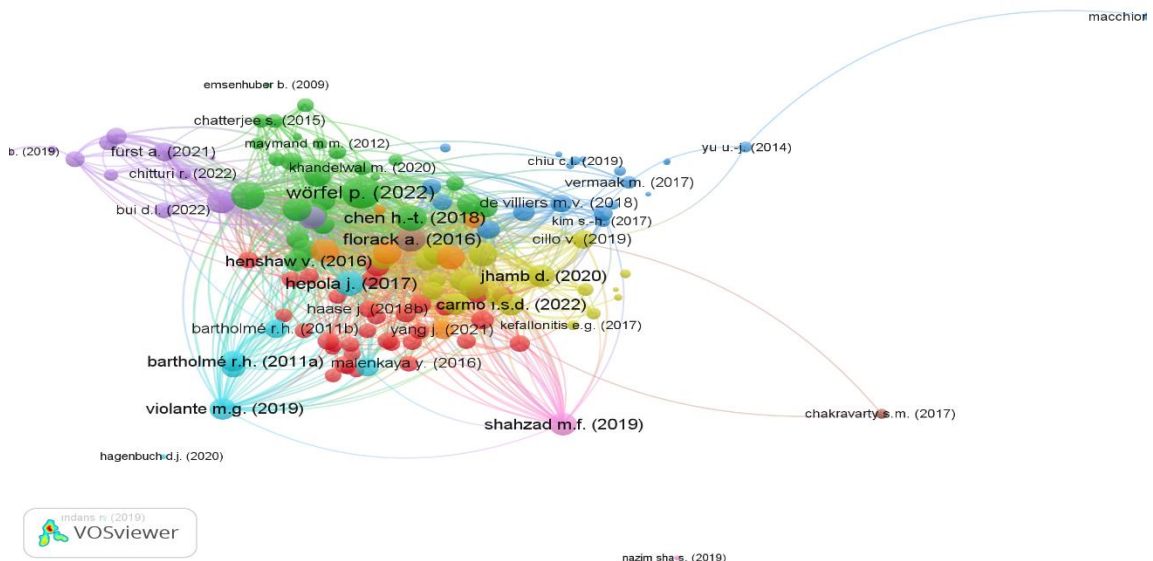 macchior
emsenhuber b. (2009)
chatterjee s. (2015)
maymand m.m. (2012)
yu u.-j. (2014)
b. (2019)
fürst a. (2021)
chiu c.l. (2019)
khandelwal m. (2020)
chitturi r. (2022)
vermaak m. (2017)
wörfel p. (2022)
de villiers m.v. (2018)
bui d.l. (2022)
chen h.-t. (2018)
kim s.-h. (2017)
florack a. (2016)
cillo v. (2019)
henshaw v. (2016)
jhamb d. (2020)
hepola j. (2017)
carmo i.s.d. (2022)
haase j. (2018b)
bartholmé r.h. (2011b)
yang j. (2021)
kefallonitis e.g. (2017)
bartholmé r.h. (2011a)
malenkaya y. (2016)
violante m.g. (2019)
chakravarty s.m. (2017)
shahzad m.f. (2019)
hagenbuch d.j. (2020)
(2019)
VOSviewer
nazim sha s. (2019)